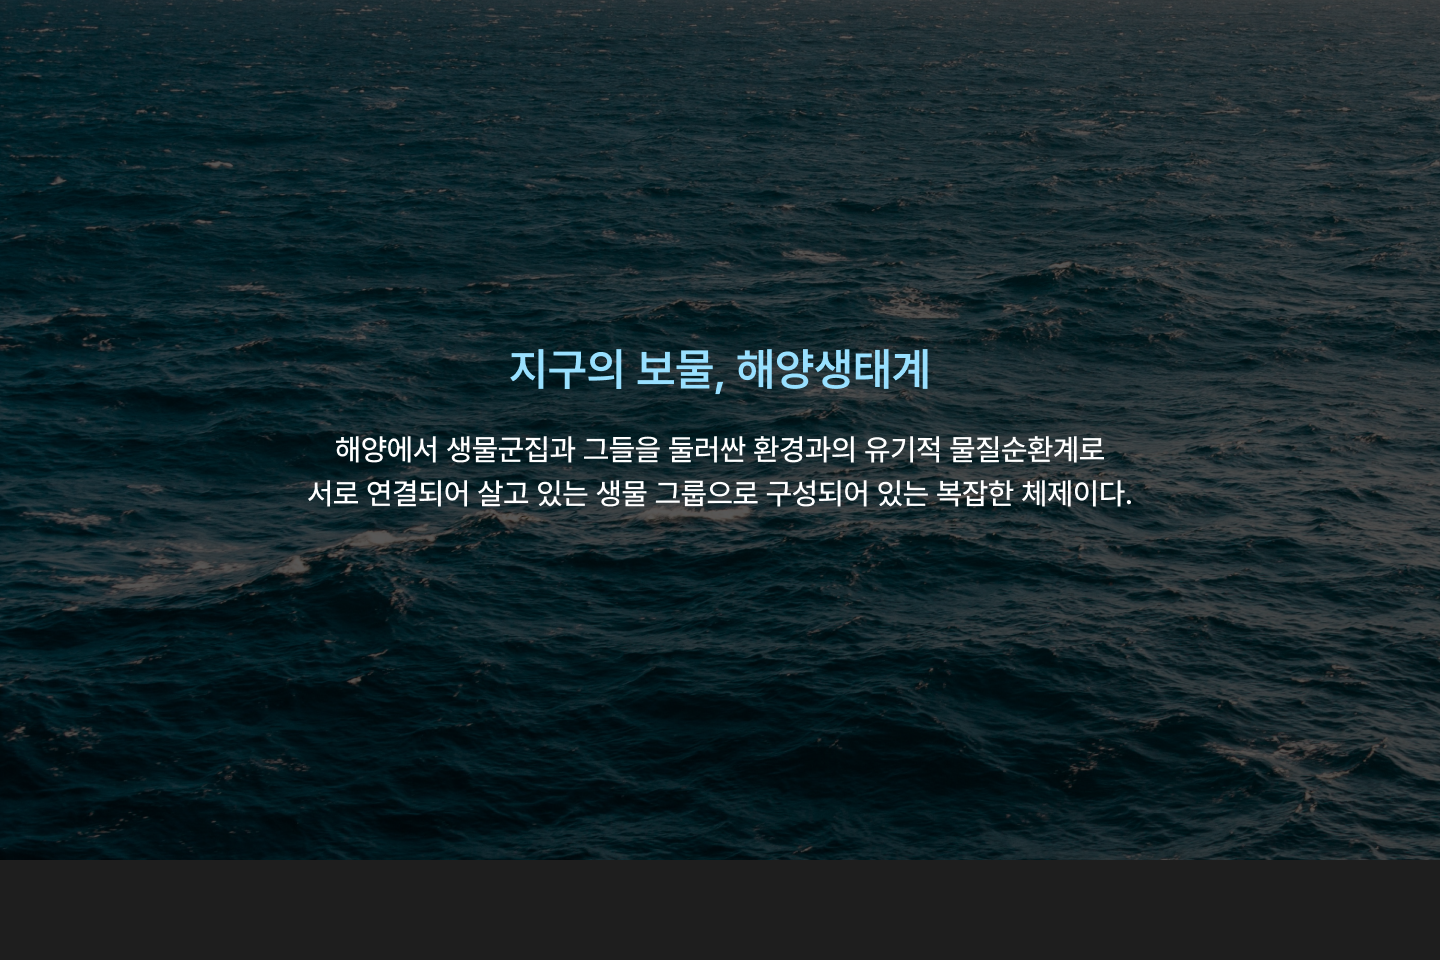 지구의 보물, 해양생태계
해양에서 생물군집과 그들을 둘러싼 환경과의 유기적 물질순환계로
서로 연결되어 살고 있는 생물 그룹으로 구성되어 있는 복잡한 체제이다.